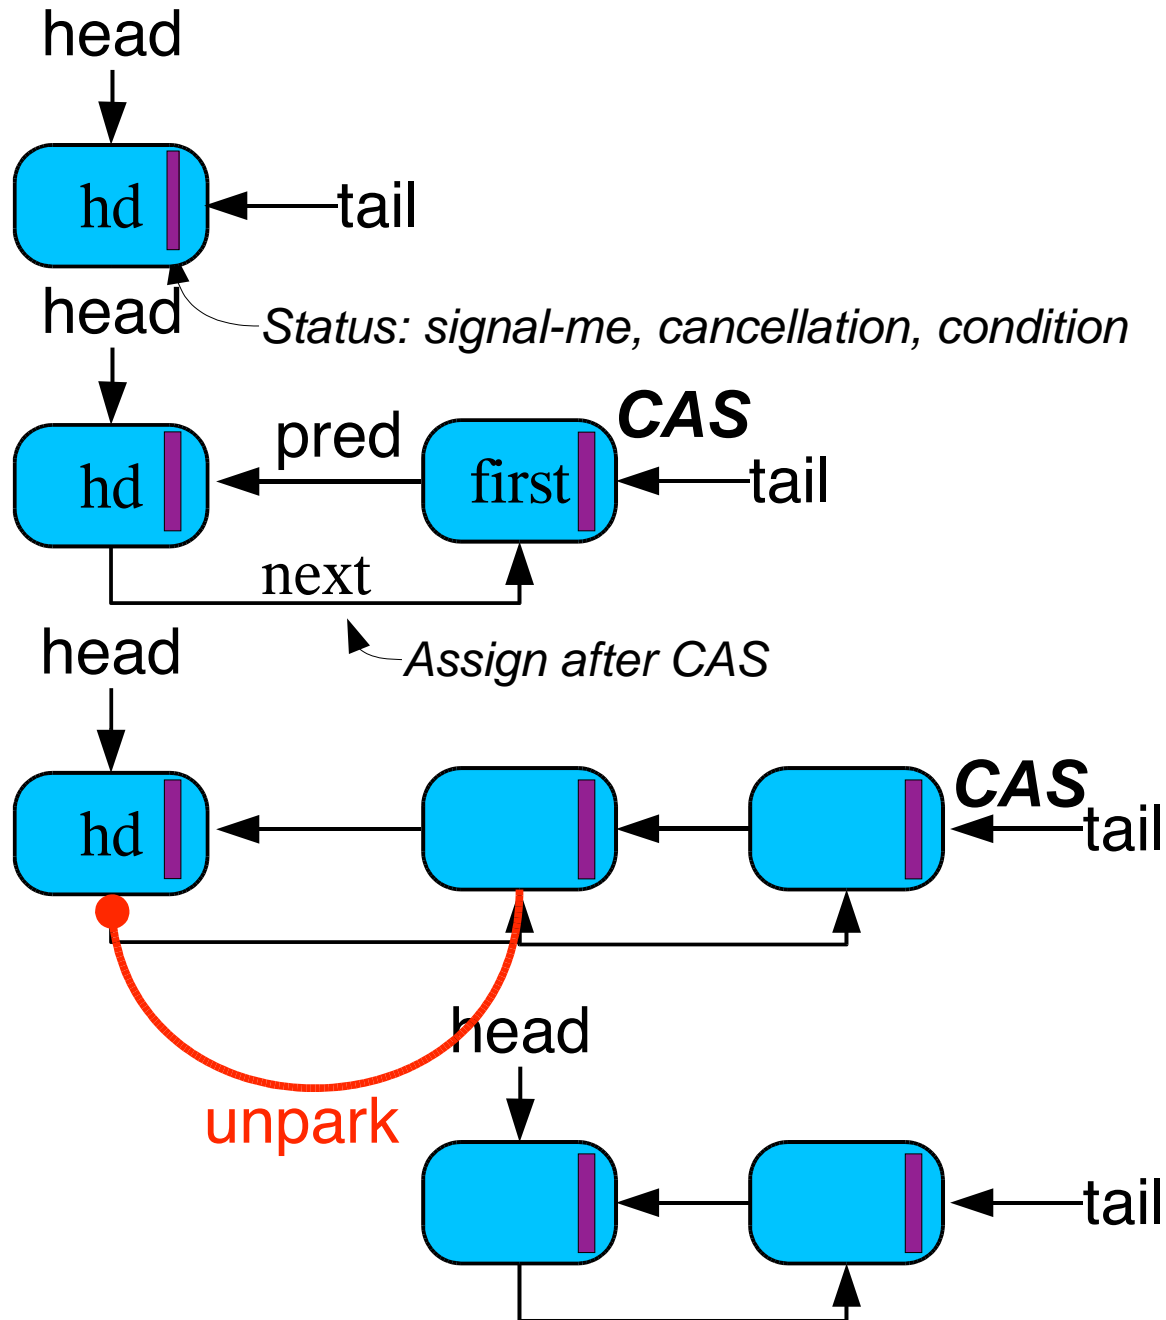 head
hd
tail
head
Status: signal-me, cancellation, condition
CAS
pred
hd
first
tail
next
head
Assign after CAS
CAS
hd
tail
head
unpark
tail